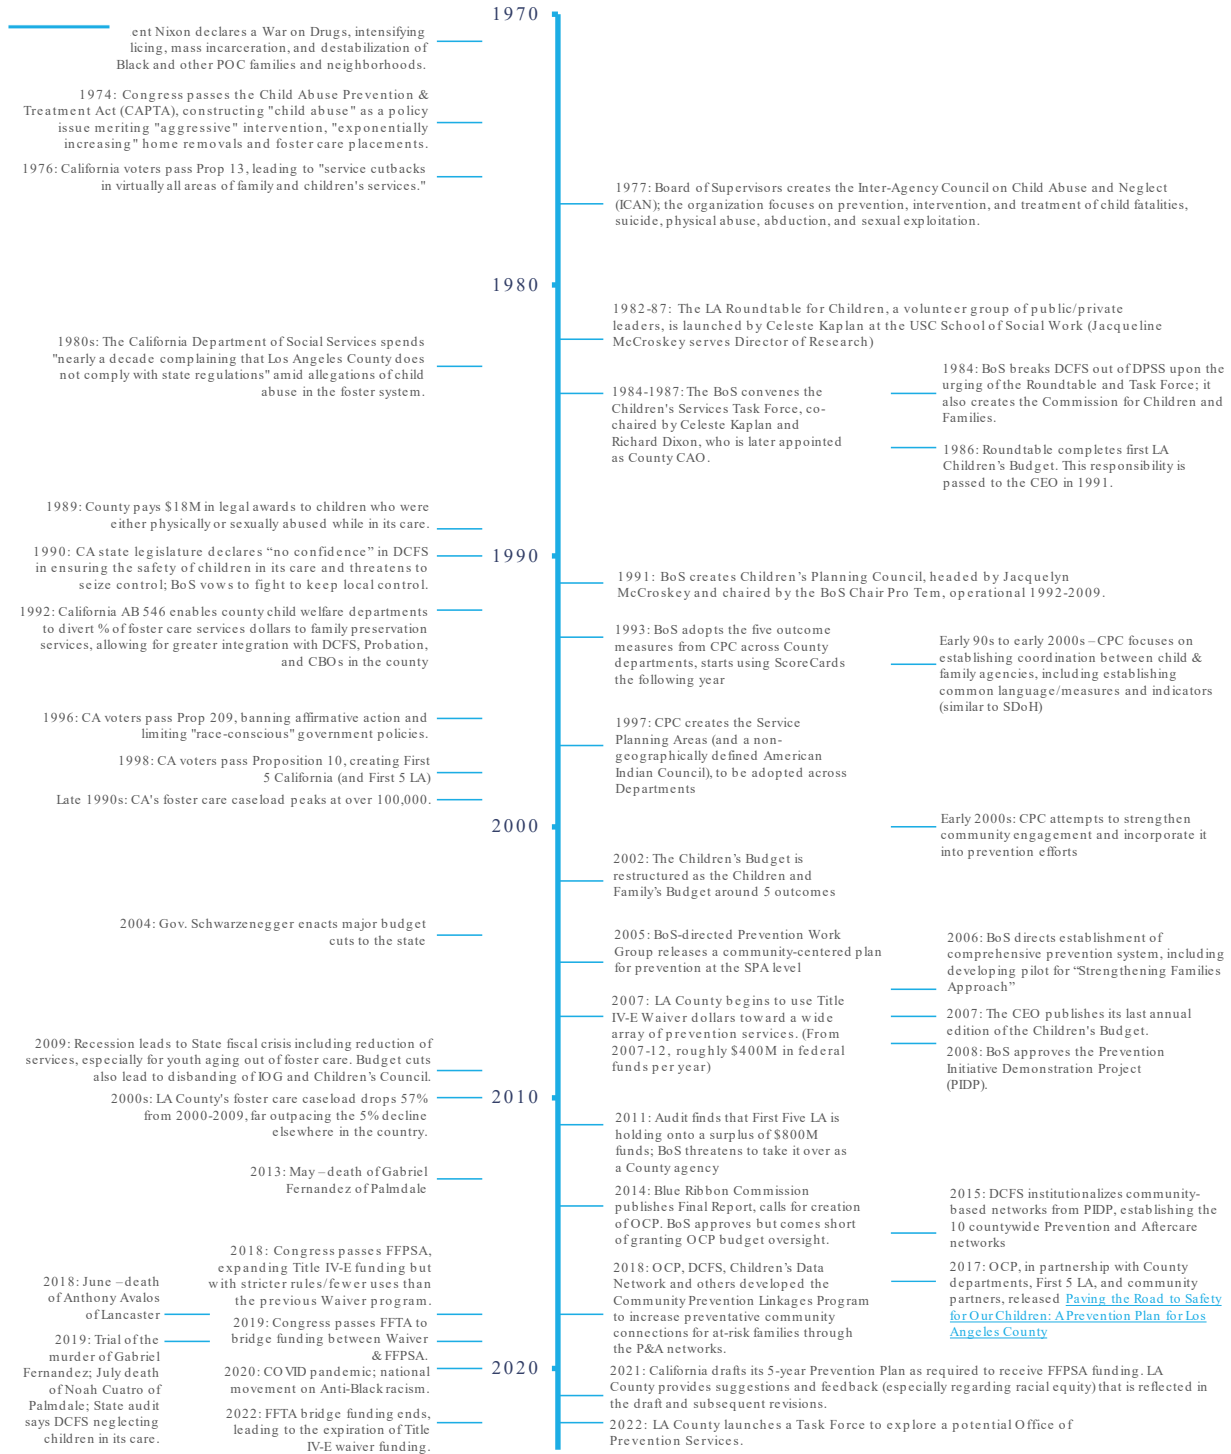 1970
ent Nixon declares a War on Drugs, intensifying
licing, mass incarceration, and destabilization of
Black and other POC families and neighborhoods.
1974: Congress passes the Child Abuse Prevention &
Treatment Act (CAPTA), constructing "child abuse" as a policy
issue meriting "aggressive" intervention, "exponentially
increasing" home removals and foster care placements.
1976: California voters pass Prop 13, leading to "service cutbacks
in virtually all areas of family and children's services."
1977: Board of Supervisors creates the Inter-Agency Council on Child Abuse and Neglect
(ICAN); the organization focuses on prevention, intervention, and treatment of child fatalities,
suicide, physical abuse, abduction, and sexual exploitation.
1980
1982-87: The LA Roundtable for Children, a volunteer group of public/private
leaders, is launched by Celeste Kaplan at the USC School of Social Work (Jacqueline
McCroskey serves Director of Research)
1980s: The California Department of Social Services spends
"nearly a decade complaining that Los Angeles County does
not comply with state regulations" amid allegations of child
abuse in the foster system.
1984-1987: The BoS convenes the
Children's Services Task Force, co-
chaired by Celeste Kaplan and
Richard Dixon, who is later appointed
as County CAO.
1984: BoS breaks DCFS out of DPSS upon the
urging of the Roundtable and Task Force; it
also creates the Commission for Children and
Families.
1986: Roundtable completes first LA
Children's Budget. This responsibility is
passed to the CEO in 1991.
1989: County pays $18M in legal awards to children who were
either physically or sexually abused while in its care.
1990: CA state legislature declares “no confidence” in DCFS
in ensuring the safety of children in its care and threatens to
seize control; BoS vows to fight to keep local control.
1990
1991: BoS creates Children’s Planning Council, headed by Jacquelyn
McCroskey and chaired by the BoS Chair Pro Tem, operational 1992-2009.
1992: California AB 546 enables county child welfare departments
to divert % of foster care services dollars to family preservation
services, allowing for greater integration with DCFS, Probation,
and CBOs in the county
1993: BoS adopts the five outcome
measures from CPC across County
departments, starts using ScoreCards
the following year
Early 90s to early 2000s – CPC focuses on
establishing coordination between child &
family agencies, including establishing
common language/measures and indicators
(similar to SDoH)
1996: CA voters pass Prop 209, banning affirmative action and
limiting "race-conscious" government policies.
1997: CPC creates the Service
Planning Areas (and a non-
geographically defined American
Indian Council), to be adopted across
Departments
1998: CA voters pass Proposition 10, creating First
5 California (and First 5 LA)
Late 1990s: CA's foster care caseload peaks at over 100,000.
2000
Early 2000s: CPC attempts to strengthen
community engagement and incorporate it
into prevention efforts
2002: The Children’s Budget is
restructured as the Children and
Family’s Budget around 5 outcomes
2004: Gov. Schwarzenegger enacts major budget
cuts to the state
2005: BoS-directed Prevention Work
Group releases a community-centered plan
for prevention at the SPA level
2006: BoS directs establishment of
comprehensive prevention system, including
developing pilot for “Strengthening Families
Approach”
2007: LA County begins to use Title
IV-E Waiver dollars toward a wide
array of prevention services. (From
2007-12, roughly $400M in federal
funds per year)
2007: The CEO publishes its last annual
edition of the Children's Budget.
2008: BoS approves the Prevention
Initiative Demonstration Project
(PIDP).
2009: Recession leads to State fiscal crisis including reduction of
services, especially for youth aging out of foster care. Budget cuts
also lead to disbanding of IOG and Children’s Council.
2000s: LA County's foster care caseload drops 57%
from 2000-2009, far outpacing the 5% decline
elsewhere in the country.
2010
2011: Audit finds that First Five LA is
holding onto a surplus of $800M
funds; BoS threatens to take it over as
a County agency
2013: May – death of Gabriel
Fernandez of Palmdale
2014: Blue Ribbon Commission
publishes Final Report, calls for creation
of OCP. BoS approves but comes short
of granting OCP budget oversight.
2015: DCFS institutionalizes community-
based networks from PIDP, establishing the
10 countywide Prevention and Aftercare
networks
2018: Congress passes FFPSA,
expanding Title IV-E funding but
with stricter rules/fewer uses than
the previous Waiver program.
2018: June – death
of Anthony Avalos
of Lancaster
2018: OCP, DCFS, Children’s Data
Network and others developed the
Community Prevention Linkages Program
to increase preventative community
connections for at-risk families through
the P&A networks.
2017: OCP, in partnership with County
departments, First 5 LA, and community
partners, released Paving the Road to Safety
for Our Children: A Prevention Plan for Los
Angeles County
2019: Congress passes FFTA to
bridge funding between Waiver
& FFPSA.
2019: Trial of the
murder of Gabriel
Fernandez; July death
of Noah Cuatro of
Palmdale; State audit
says DCFS neglecting
children in its care.
2020: COVID pandemic; national
movement on Anti-Black racism.
2020
2021: California drafts its 5-year Prevention Plan as required to receive FFPSA funding. LA
County provides suggestions and feedback (especially regarding racial equity) that is reflected in
the draft and subsequent revisions.
2022: FFTA bridge funding ends,
leading to the expiration of Title
IV-E waiver funding.
2022: LA County launches a Task Force to explore a potential Office of
Prevention Services.